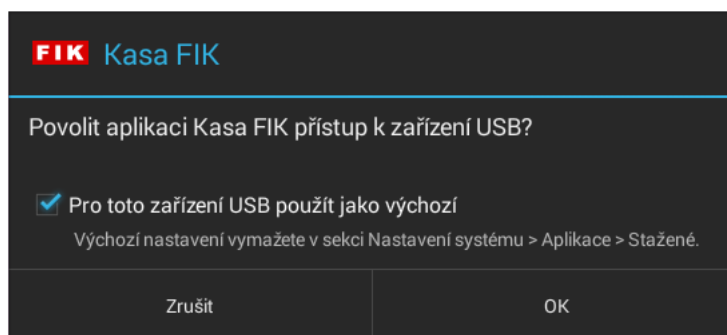 FIK Kasa FIK
Povolit aplikaci Kasa FIK přístup k zařízení USB?
Pro toto zařízení USB použít jako výchozí
Výchozí nastavení vymažete v sekci Nastavení systému > Aplikace > Stažené.
Zrušit OK